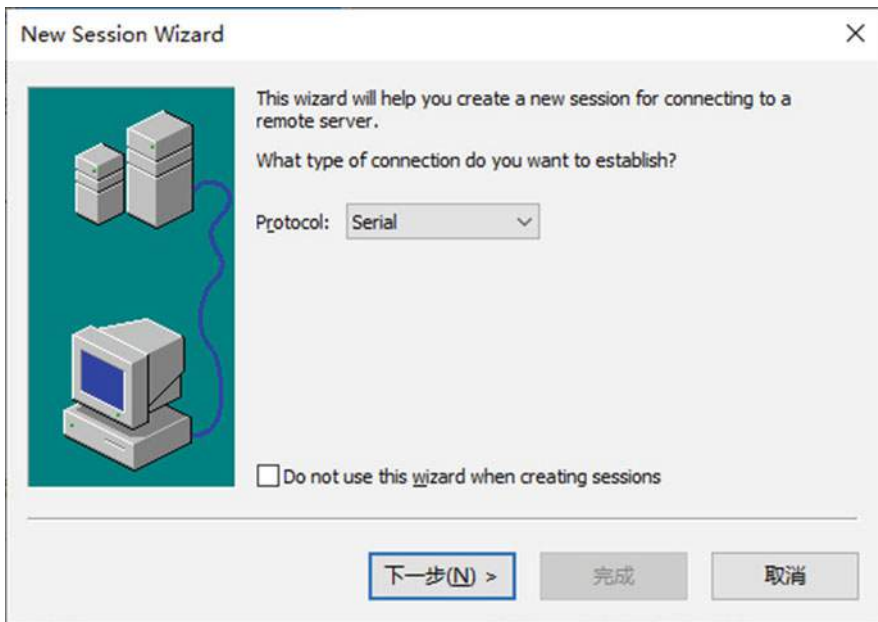 New Session Wizard
This wizard will help you create a new session for connecting to a
remote server.
What type of connection do you want to establish?
Protocol: Serial
Do not use this wizard when creating sessions
下一步(N) > 完成 取消